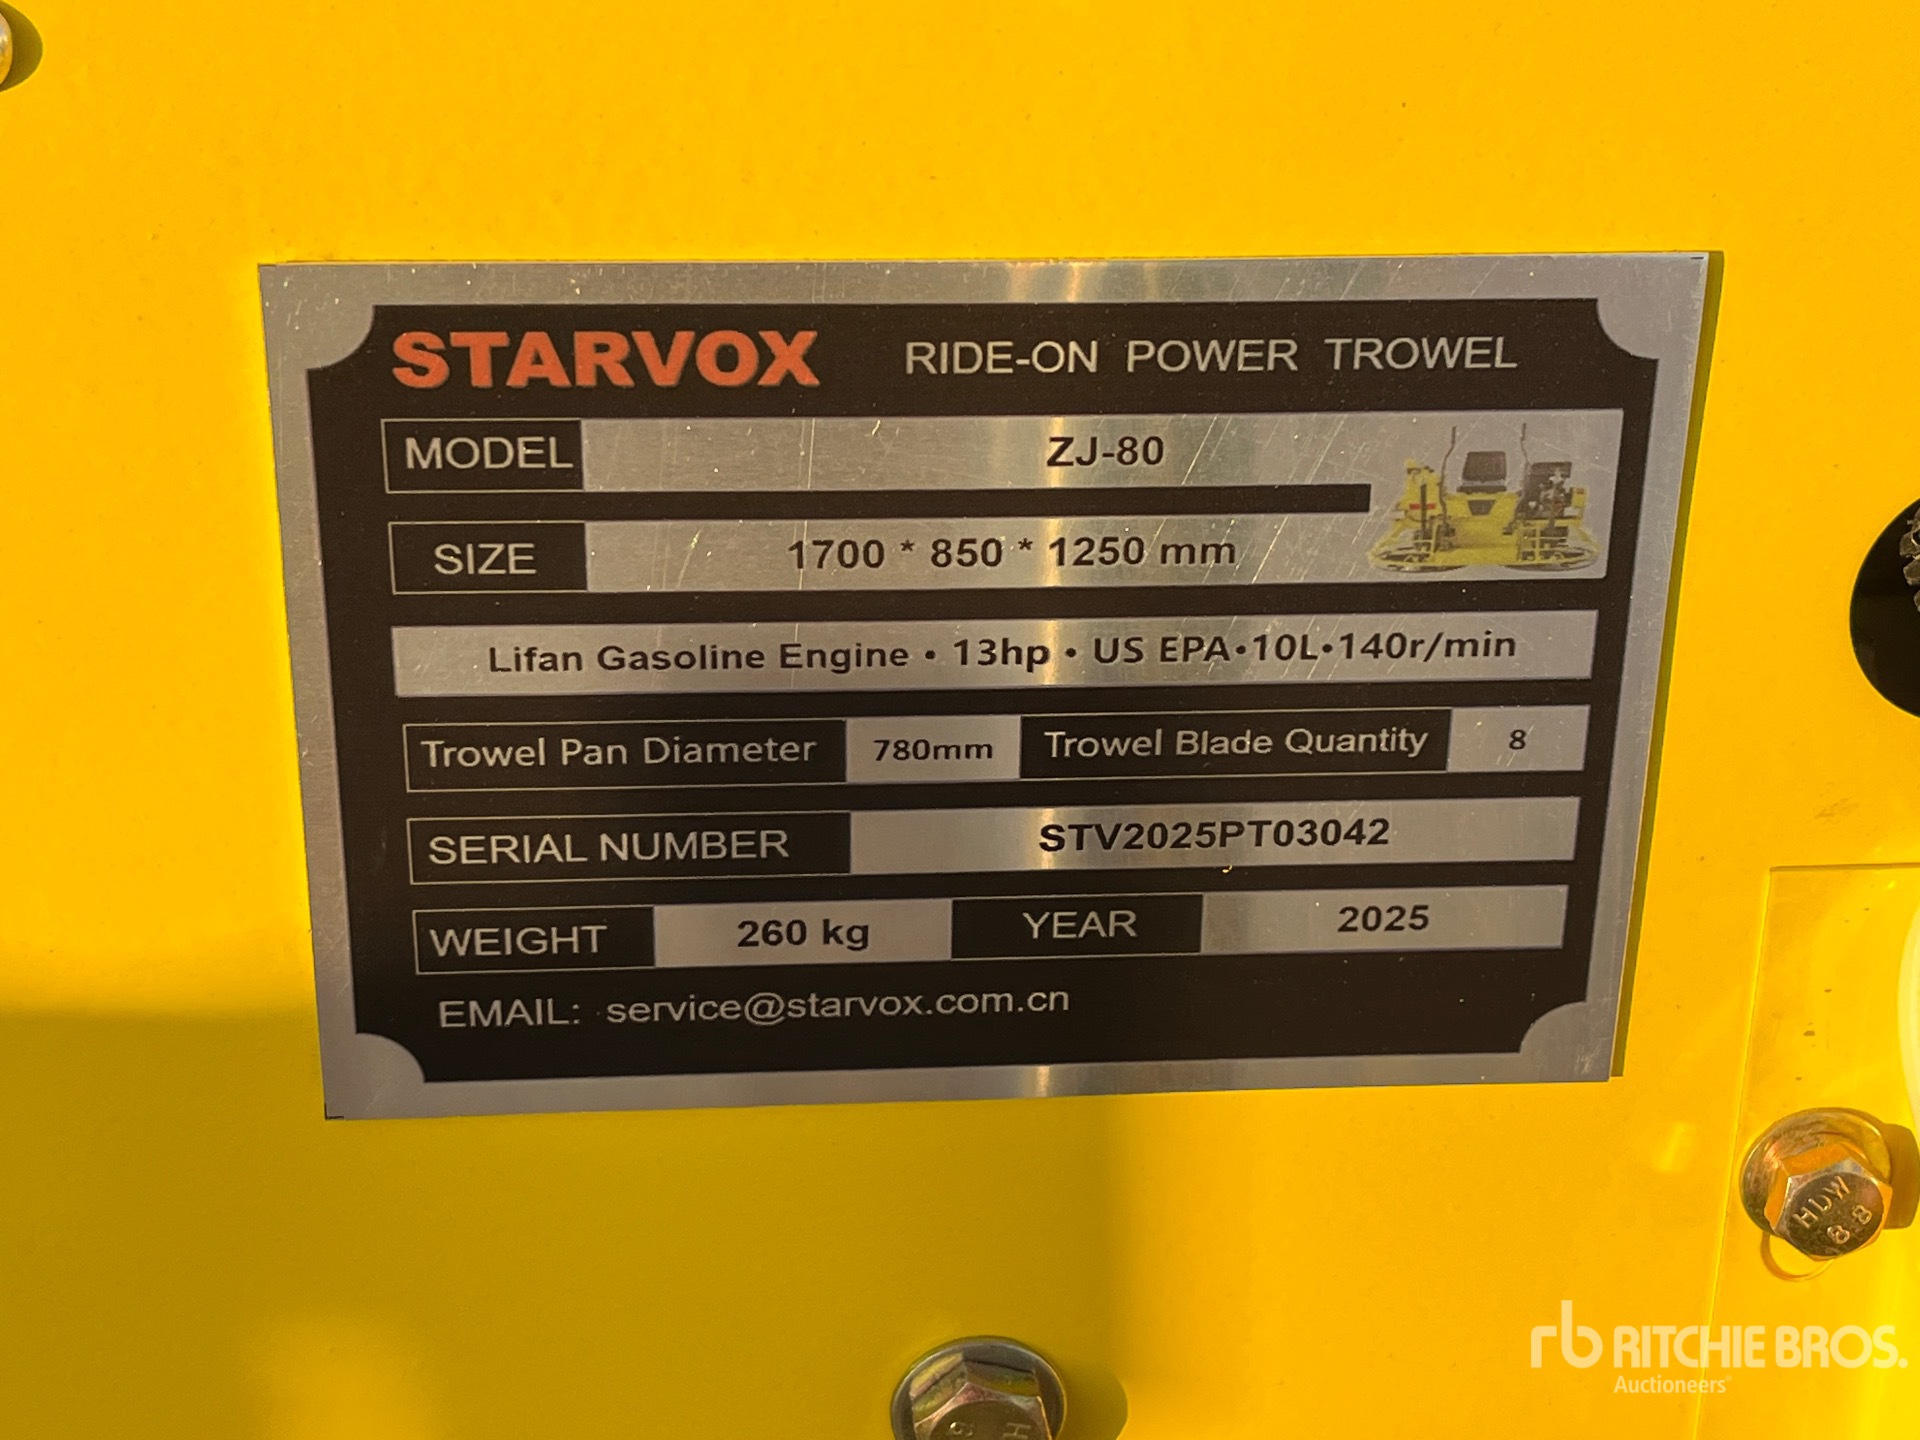 STARVOX RIDE-ON POWER TROWEL
MODEL ZJ-80
SIZE 1700 * 850 * 1250 mm
Lifan Gasoline Engine • 13hp • US EPA•10L•140r/min
Trowel Pan Diameter 780mm Trowel Blade Quantity 8
SERIAL NUMBER STV2025PT03042
WEIGHT 260 kg YEAR 2025
EMAIL: service@starvox.com.cn
HDW
8.8
rb RITCHIE BROS.
Auctioneers